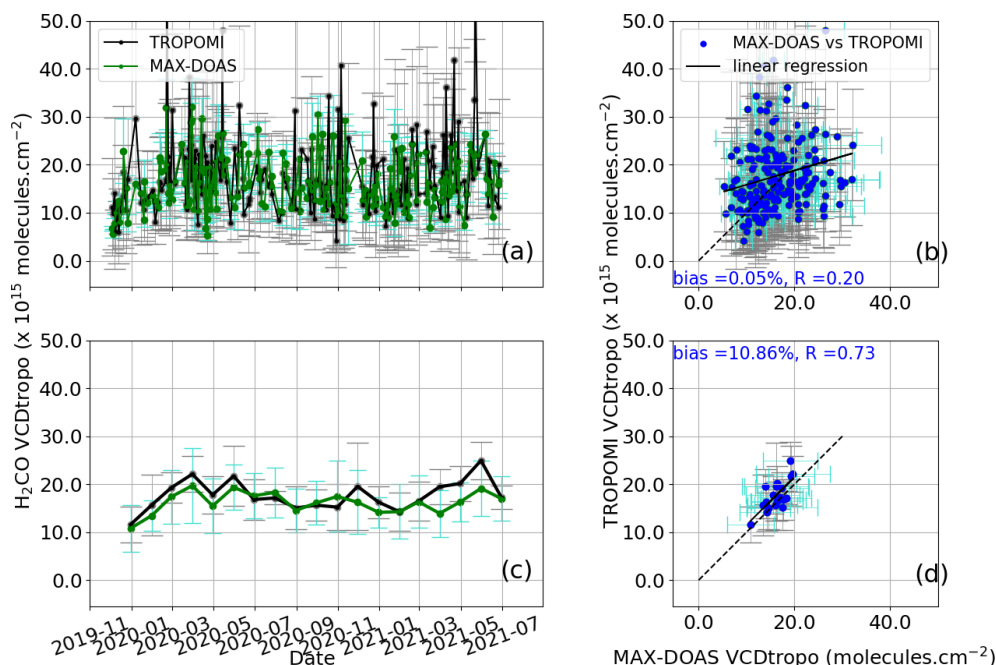 50.0
40.0
30.0
20.0
10.0
0.0
TROPOMI
MAX-DOAS
(a)
50.0
40.0
30.0
20.0
10.0
0.0
MAX-DOAS vs TROPOMI
linear regression
(b)
bias =0.05%, R =0.20
0.0
20.0
40.0
H₂CO VCDtropo (x 10¹⁵ molecules.cm⁻²)
TROPOMI VCDtropo (x 10¹⁵ molecules.cm⁻²)
50.0
40.0
30.0
20.0
10.0
0.0
(c)
2019-11
2020-01
2020-03
2020-05
2020-07
2020-09
2020-11
2021-01
2021-03
2021-05
2021-07
Date
50.0
40.0
30.0
20.0
10.0
0.0
bias =10.86%, R =0.73
(d)
0.0
20.0
40.0
MAX-DOAS VCDtropo (molecules.cm⁻²)